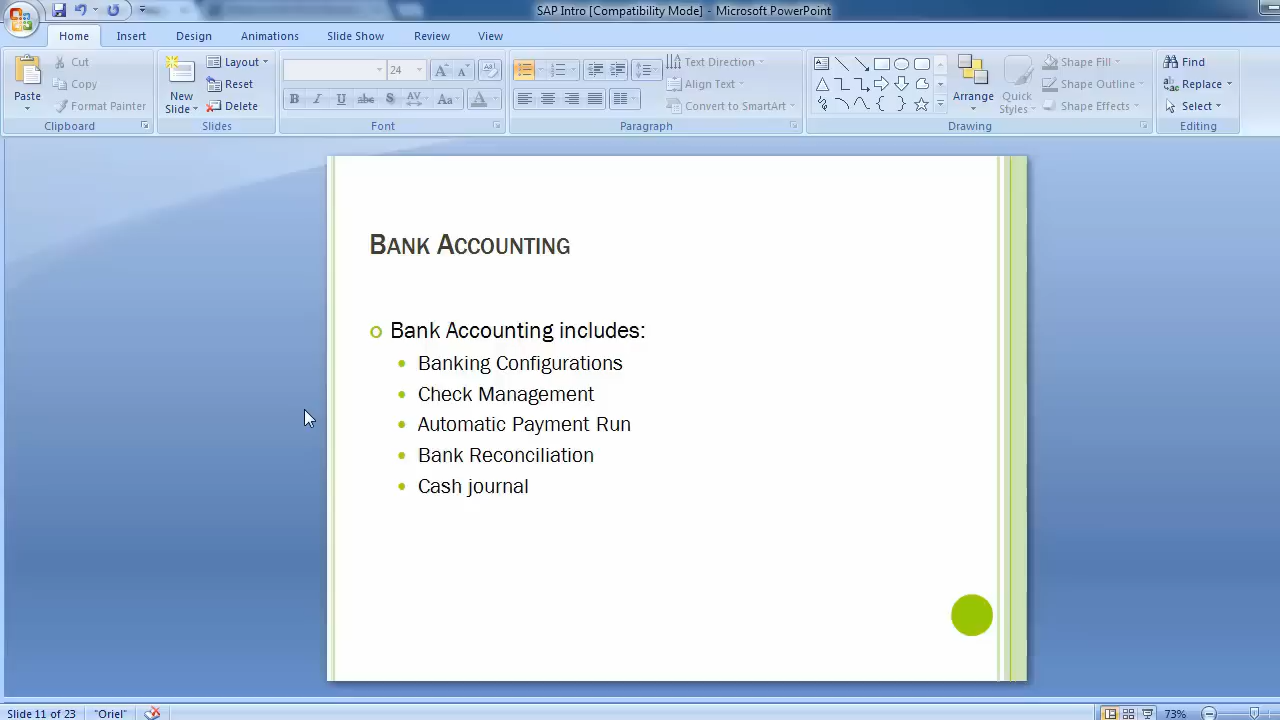 SAP Intro [Compatibility Mode] - Microsoft PowerPoint
Home Insert Design Animations Slide Show Review View
Paste
Cut
Copy
Format Painter
Clipboard
New
Slide
Layout
Reset
Delete
Slides
24
B I U abc S AV Aa A
Font
Text Direction
Align Text
Convert to SmartArt
Paragraph
Arrange
Quick
Styles
Shape Fill
Shape Outline
Shape Effects
Drawing
Find
Replace
Select
Editing
BANK ACCOUNTING
Bank Accounting includes:
Banking Configurations
Check Management
Automatic Payment Run
Bank Reconciliation
Cash journal
Slide 11 of 23 "Oriel" 73%